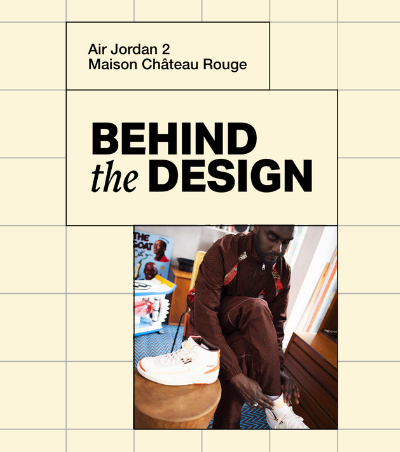 Air Jordan 2
Maison Château Rouge
BEHIND
the DESIGN
THE
GOAT